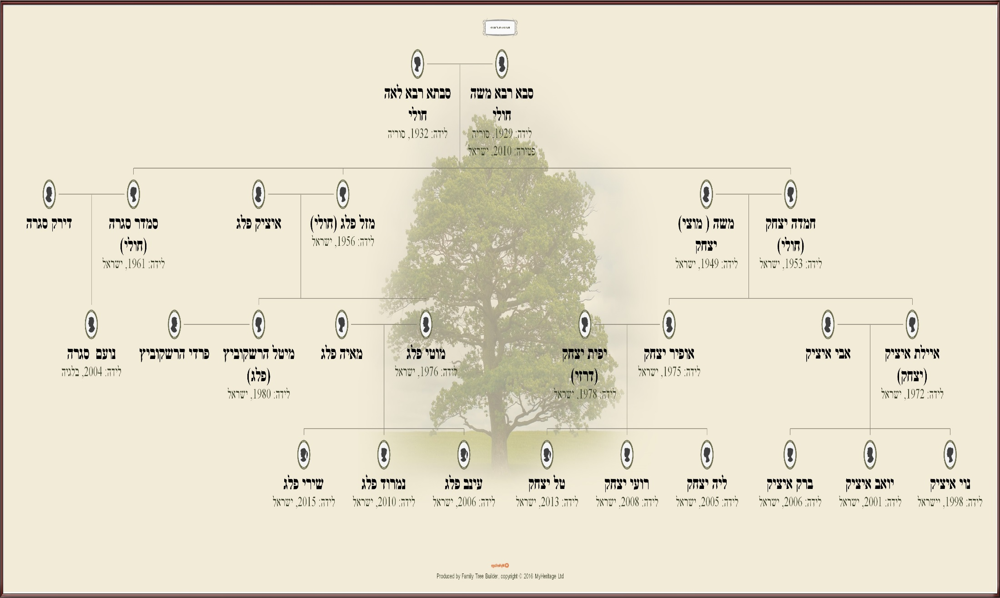 סבא רבא משה
חולי
לידה: 1929, סוריה
פטירה: 2010, ישראל
סבתא רבא לאה
חולי
לידה: 1932, סוריה
חמדה יצחק
(חולי)
לידה: 1953, ישראל
משה ( מוצי)
יצחק
לידה: 1949, ישראל
מזל פלג (חולי)
לידה: 1956, ישראל
איציק פלג
סמדר סגרה
(חולי)
לידה: 1961, ישראל
דירק סגרה
איילת איציק
(יצחק)
לידה: 1972, ישראל
אבי איציק
אופיר יצחק
לידה: 1975, ישראל
יפית יצחק
(דרזי)
לידה: 1978, ישראל
מוטי פלג
לידה: 1976, ישראל
מאיה פלג
מיטל הרשקוביץ
(פלג)
לידה: 1980, ישראל
פרדי הרשקוביץ
נועם סגרה
לידה: 2004, בלגיה
נוי איציק
לידה: 1998, יישראל
יואב איציק
לידה: 2001, ישראל
ברק איציק
לידה: 2006, ישראל
ליה יצחק
לידה: 2005, ישראל
רועי יצחק
לידה: 2008, ישראל
טל יצחק
לידה: 2013, ישראל
עינב פלג
לידה: 2006, ישראל
נמרוד פלג
לידה: 2010, ישראל
שירי פלג
לידה: 2015, ישראל
MyHeritage
Produced by Family Tree Builder, copyright © 2016 MyHeritage Ltd